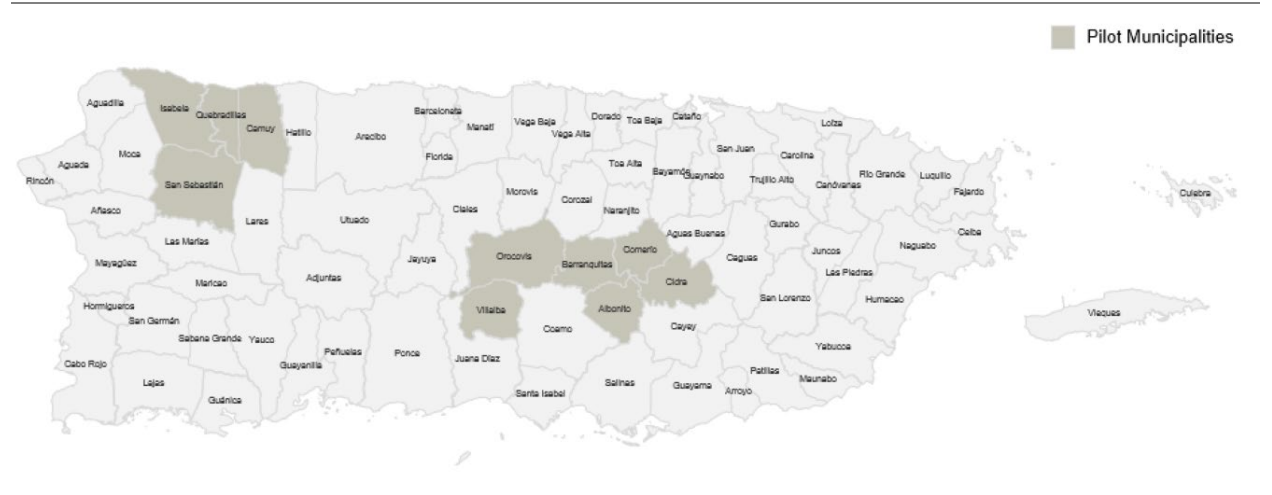 Pilot Municipalities
Aguadilla
Isabela
Quebradillas
Camuy
Hatillo
Arecibo
Barceloneta
Manatí
Vega Baja
Vega Alta
Dorado
Toa Baja
Cataño
San Juan
Loíza
Carolina
Rincón
Aguada
Moca
San Sebastián
Florida
Toa Alta
Bayamón
Guaynabo
Trujillo Alto
Canóvanas
Río Grande
Luquillo
Fajardo
Culebra
Añasco
Lares
Utuado
Ciales
Morovis
Corozal
Naranjito
Aguas Buenas
Gurabo
Ceiba
Las Marías
Mayagüez
Maricao
Adjuntas
Jayuya
Orocovis
Barranquitas
Comerío
Cidra
Caguas
Juncos
Naguabo
Las Piedras
Hormigueros
San Germán
Sabana Grande
Yauco
Guayanilla
Peñuelas
Ponce
Villalba
Coamo
Aibonito
Cayey
San Lorenzo
Humacao
Vieques
Cabo Rojo
Lajas
Guánica
Juana Díaz
Santa Isabel
Salinas
Guayama
Arroyo
Patillas
Maunabo
Yabucoa